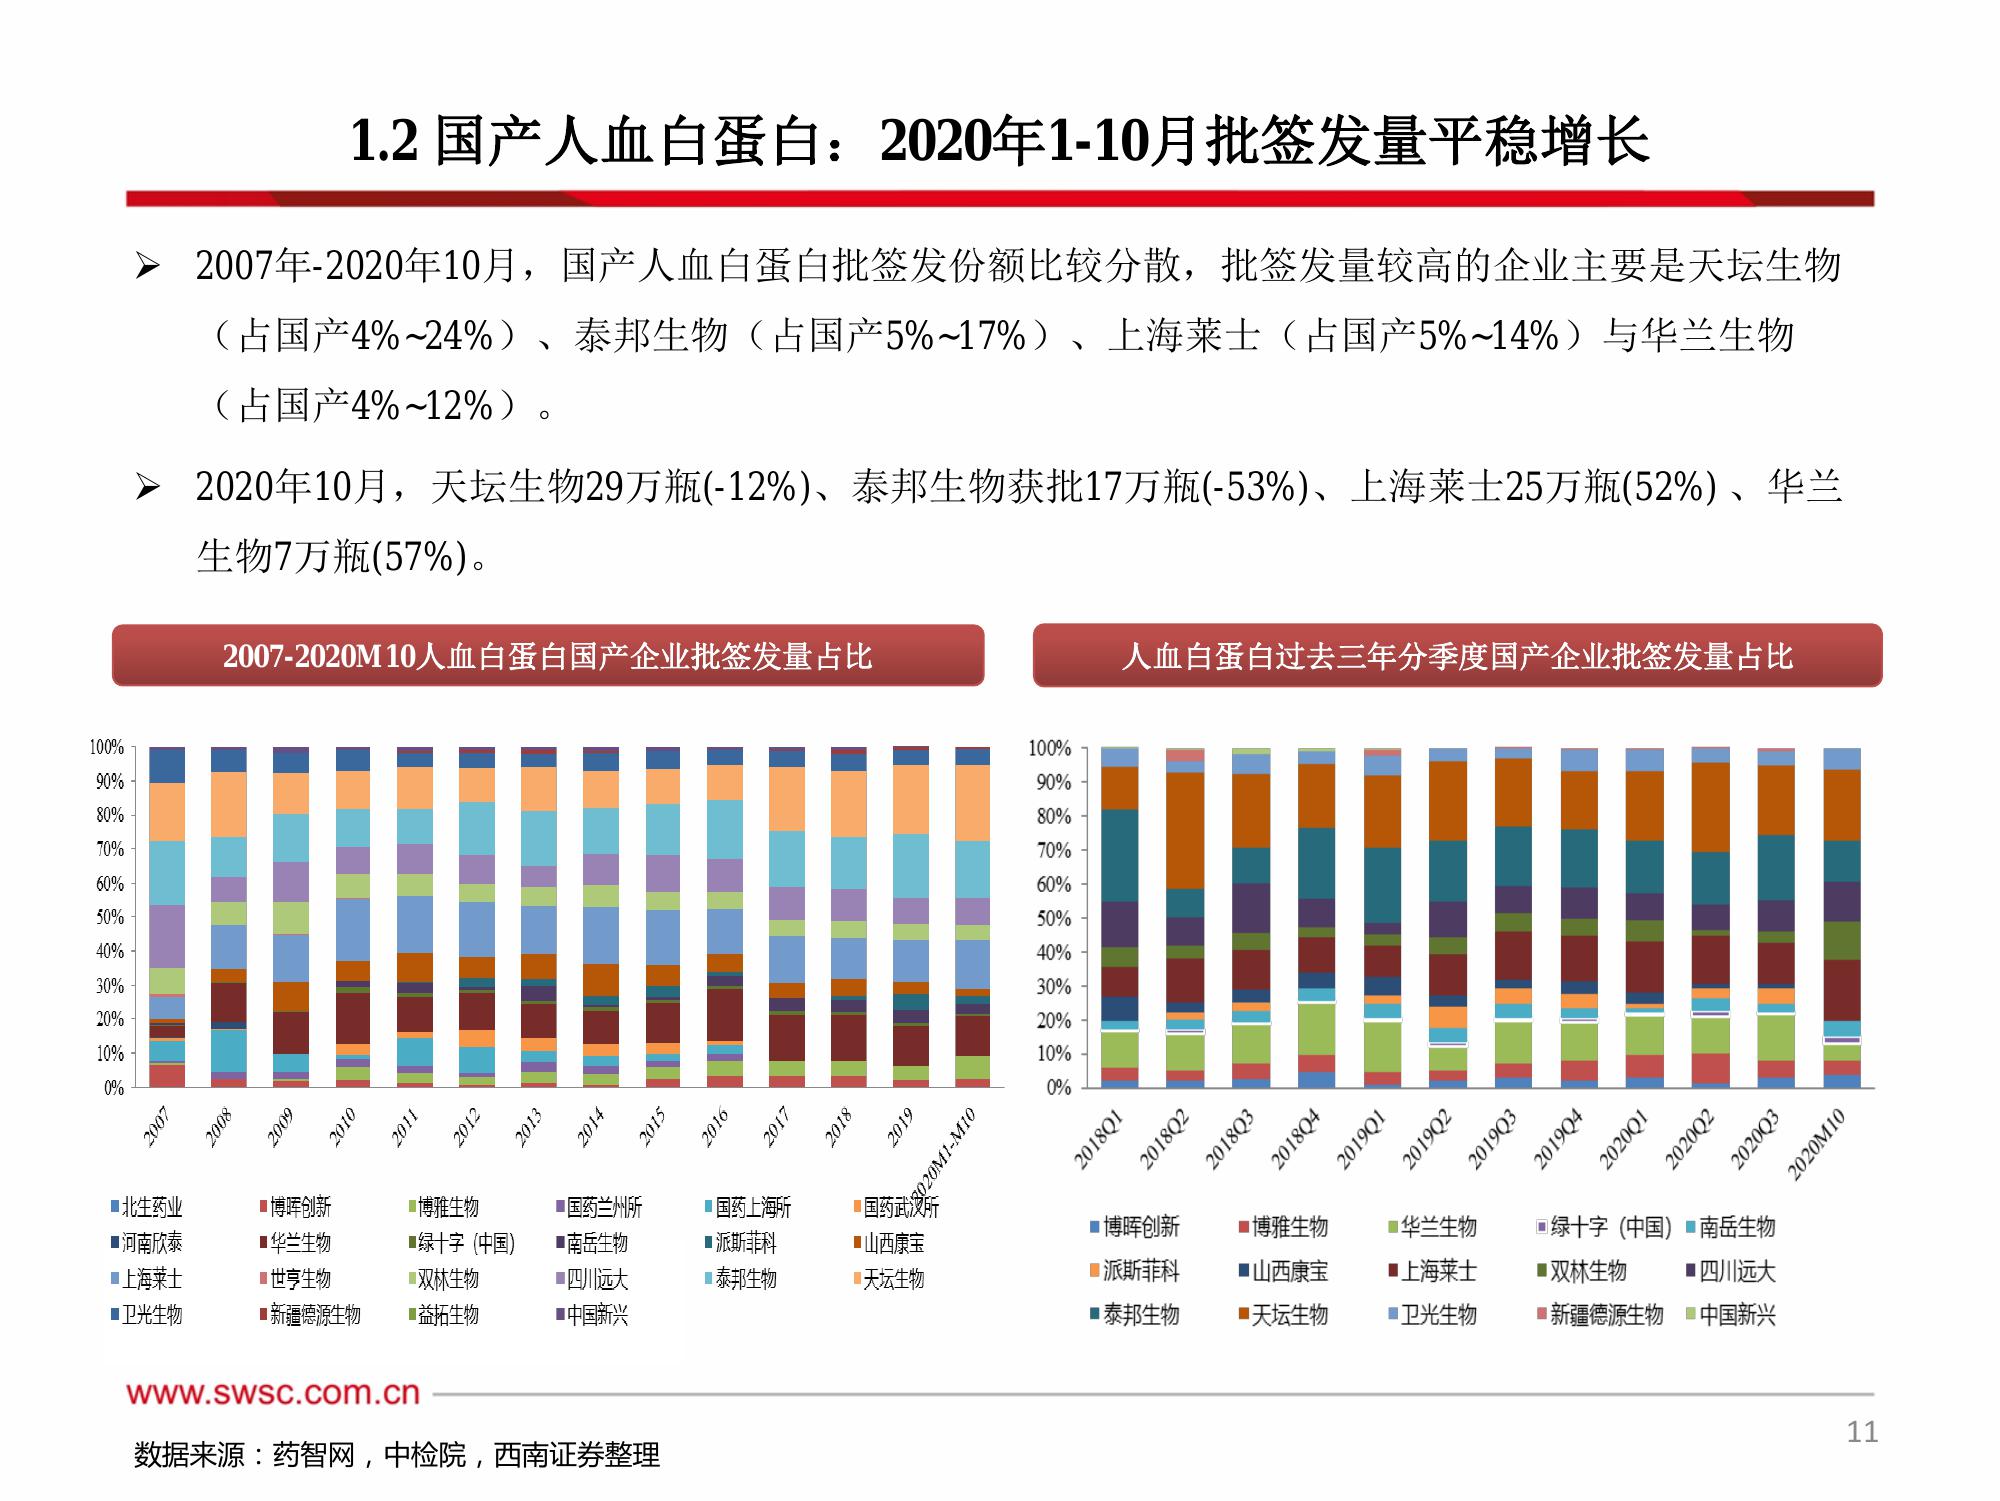 1.2 国产人血白蛋白：2020年1-10月批签发量平稳增长
➢ 2007年-2020年10月，国产人血白蛋白批签发份额比较分散，批签发量较高的企业主要是天坛生物
（占国产4%~24%）、泰邦生物（占国产5%~17%）、上海莱士（占国产5%~14%）与华兰生物
（占国产4%~12%）。
➢ 2020年10月，天坛生物29万瓶(-12%)、泰邦生物获批17万瓶(-53%)、上海莱士25万瓶(52%) 、华兰
生物7万瓶(57%)。
2007-2020M10人血白蛋白国产企业批签发量占比
100%
90%
80%
70%
60%
50%
40%
30%
20%
10%
0%
2007 2008 2009 2010 2011 2012 2013 2014 2015 2016 2017 2018 2019 2020M1-M10
北生药业 博晖创新 博雅生物 国药兰州所 国药上海所 国药武汉所
河南欣泰 华兰生物 绿十字（中国） 南岳生物 派斯菲科 山西康宝
上海莱士 世亨生物 双林生物 四川远大 泰邦生物 天坛生物
卫光生物 新疆德源生物 益拓生物 中国新兴
人血白蛋白过去三年分季度国产企业批签发量占比
100%
90%
80%
70%
60%
50%
40%
30%
20%
10%
0%
2018Q1 2018Q2 2018Q3 2018Q4 2019Q1 2019Q2 2019Q3 2019Q4 2020Q1 2020Q2 2020Q3 2020M10
博晖创新 博雅生物 华兰生物 绿十字（中国） 南岳生物
派斯菲科 山西康宝 上海莱士 双林生物 四川远大
泰邦生物 天坛生物 卫光生物 新疆德源生物 中国新兴
www.swsc.com.cn
11
数据来源：药智网，中检院，西南证券整理